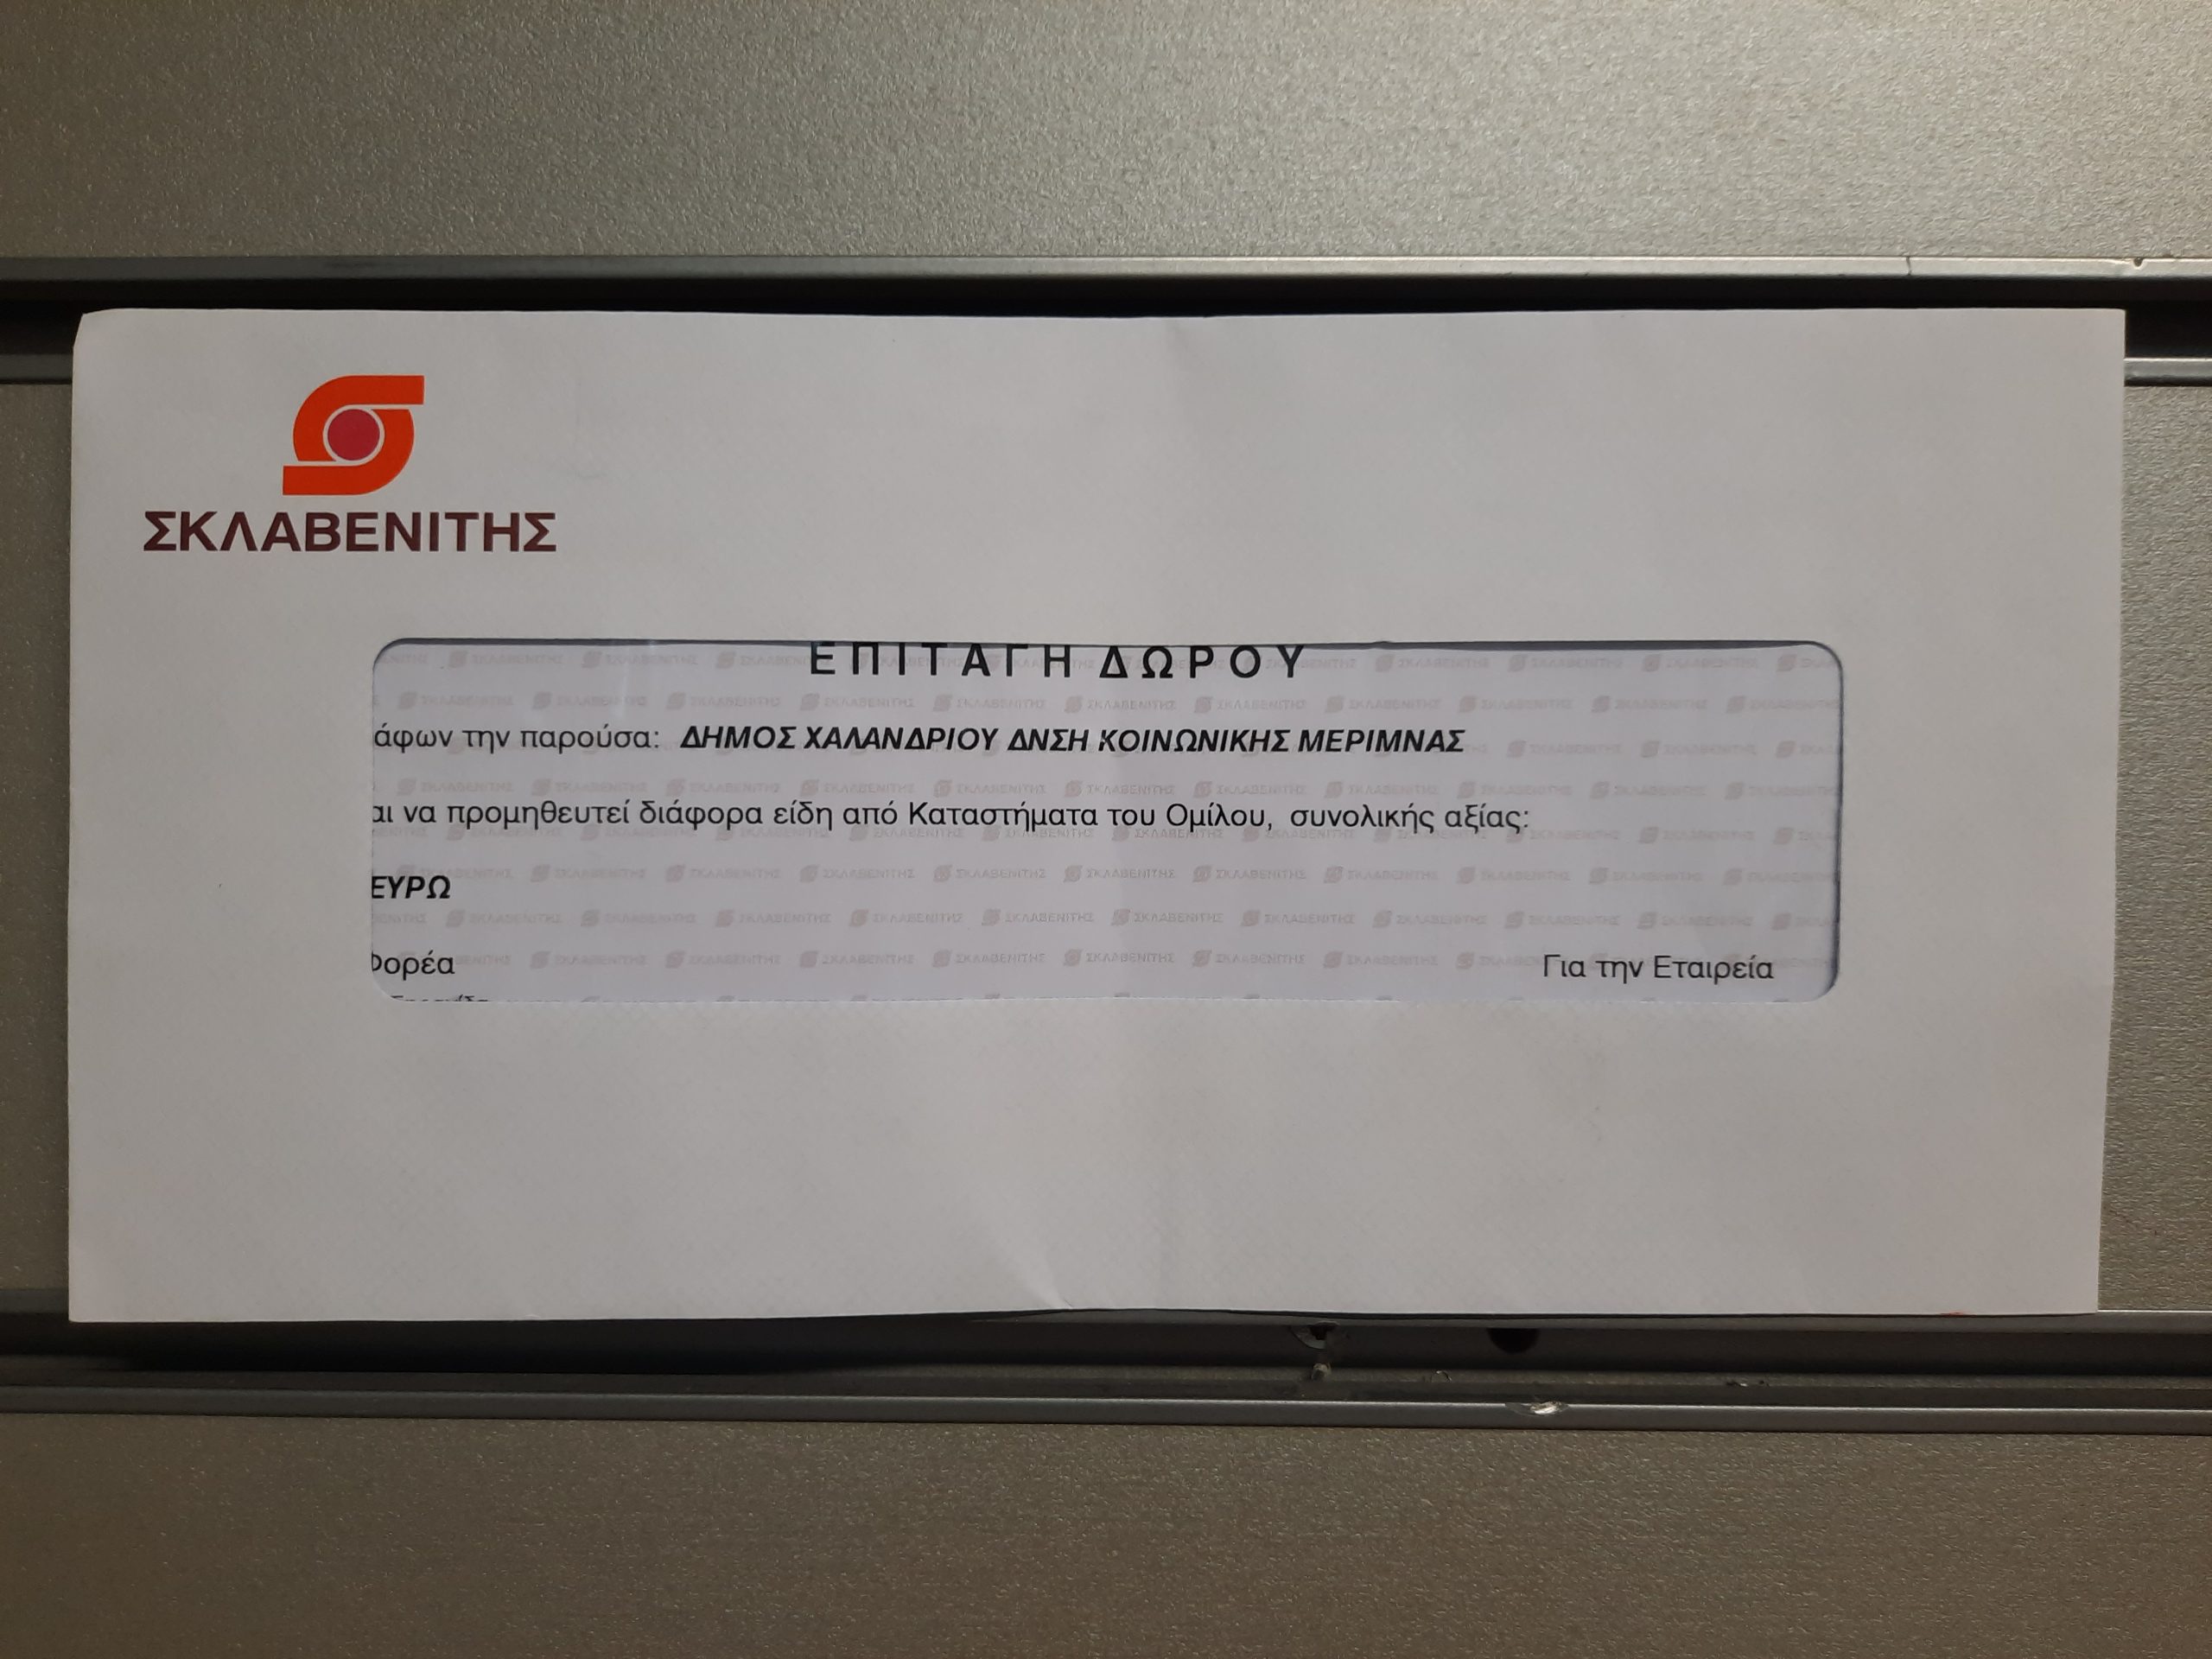 ΣΚΛΑΒΕΝΙΤΗΣ
ΕΠΙΤΑΓΗ ΔΩΡΟΥ
άφων την παρούσα: ΔΗΜΟΣ ΧΑΛΑΝΔΡΙΟΥ ΔΝΣΗ ΚΟΙΝΩΝΙΚΗΣ ΜΕΡΙΜΝΑΣ
αι να προμηθευτεί διάφορα είδη από Καταστήματα του Ομίλου, συνολικής αξίας:
ΕΥΡΩ
Φορέα Για την Εταιρεία